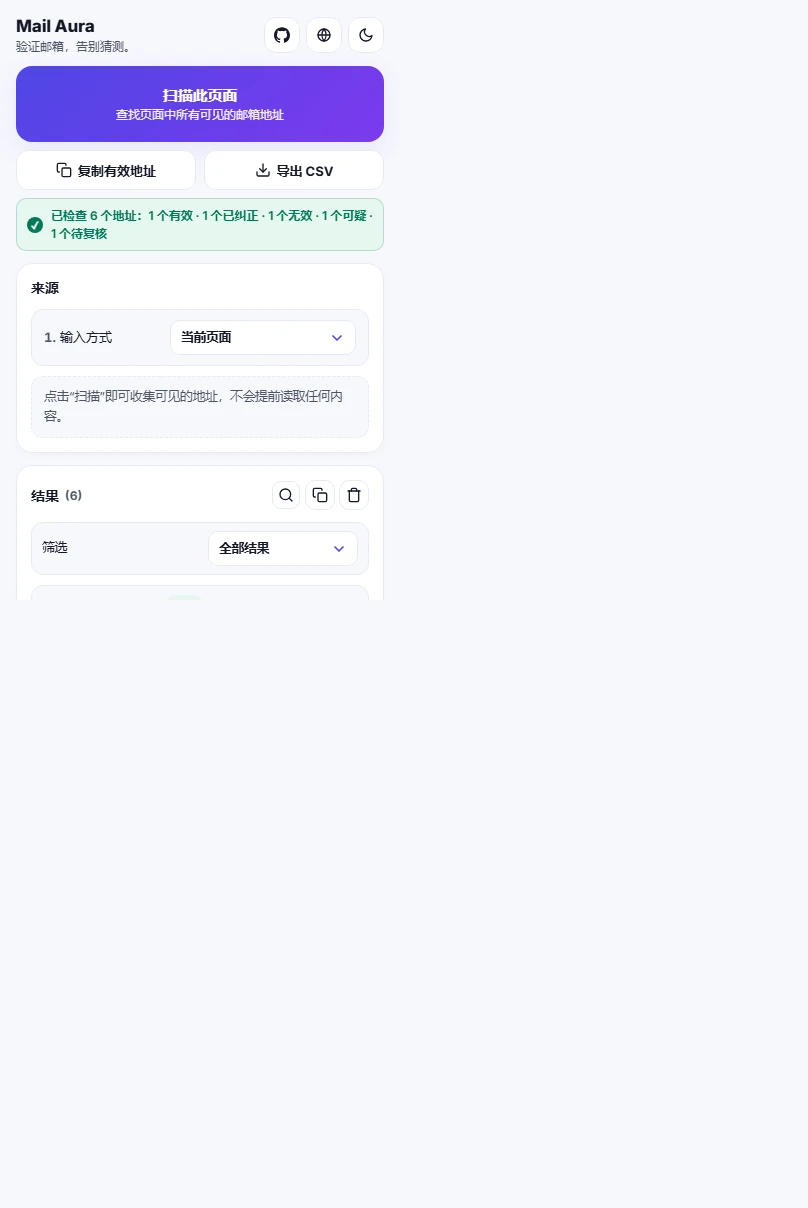 Mail Aura
验证邮箱，告别猜测。
扫描此页面
查找页面中所有可见的邮箱地址
复制有效地址
导出 CSV
已检查 6 个地址：1 个有效 · 1 个已纠正 · 1 个无效 · 1 个可疑 ·
1 个待复核
来源
1. 输入方式
当前页面
点击“扫描”即可收集可见的地址，不会提前读取任何内
容。
结果 (6)
筛选
全部结果